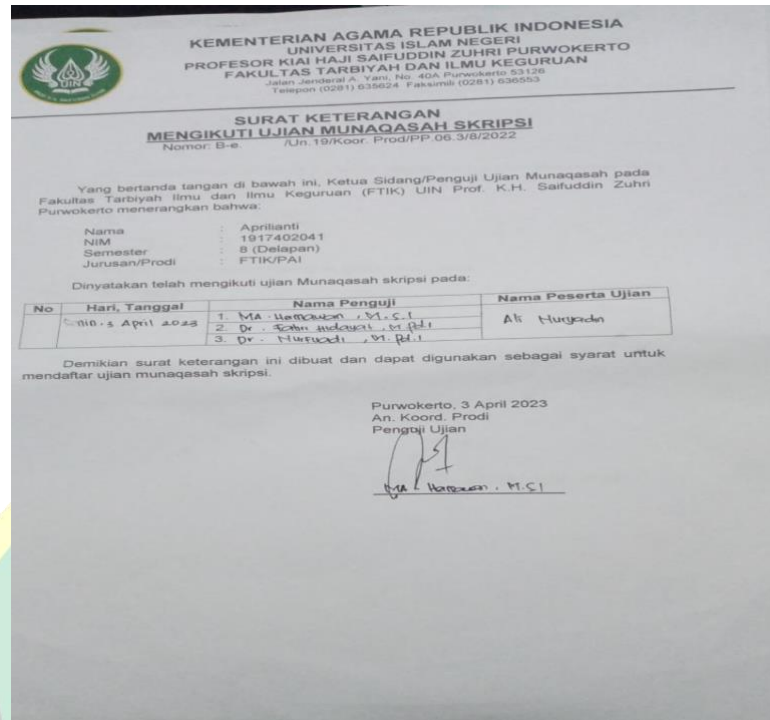 KEMENTERIAN AGAMA REPUBLIK INDONESIA
UNIVERSITAS ISLAM NEGERI
PROFESOR KIAI HAJI SAIFUDDIN ZUHRI PURWOKERTO
FAKULTAS TARBIYAH DAN ILMU KEGURUAN
Jalan Jenderal A. Yani, No. 40A Purwokerto 53126
Telepon (0281) 635624 Faksimili (0281) 636553
UIN
SURAT KETERANGAN
MENGIKUTI UJIAN MUNAQASAH SKRIPSI
Nomor: B-e. /Un.19/Koor. Prod/PP.06.3/8/2022
Yang bertanda tangan di bawah ini, Ketua Sidang/Penguji Ujian Munaqasah pada
Fakultas Tarbiyah Ilmu dan Ilmu Keguruan (FTIK) UIN Prof. K.H. Saifuddin Zuhri
Purwokerto menerangkan bahwa:
Nama : Aprilianti
NIM : 1917402041
Semester : 8 (Delapan)
Jurusan/Prodi : FTIK/PAI
Dinyatakan telah mengikuti ujian Munaqasah skripsi pada:
No Hari, Tanggal Nama Penguji Nama Peserta Ujian
1. MA. Hamawan, M.S.I
April 2023 2. Dr. Hidayat, M.Pd.I
3. Dr. Nurfuadi, M.Pd.I
Demikian surat keterangan ini dibuat dan dapat digunakan sebagai syarat untuk
mendaftar ujian munaqasah skripsi.
Purwokerto, 3 April 2023
An. Koord. Prodi
Penguji Ujian
M.S.I